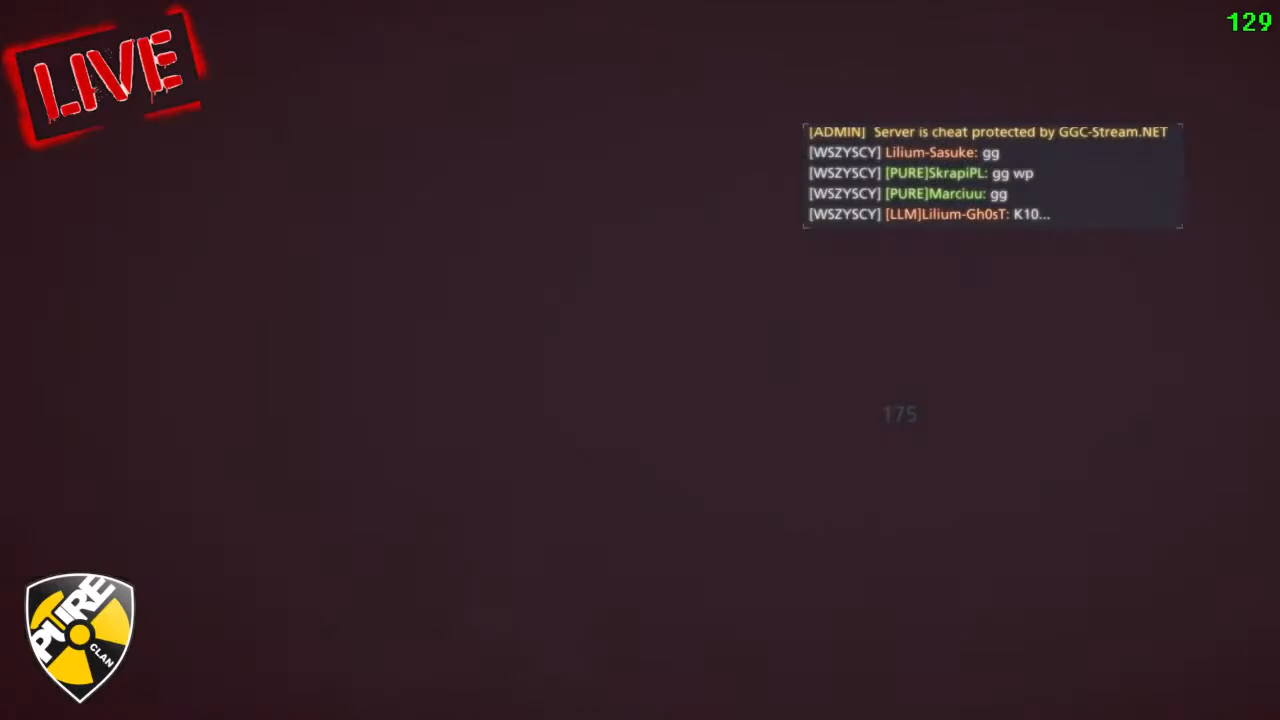 LIVE
129
[ADMIN] Server is cheat protected by GGC-Stream.NET
[WSZYSCY] Lilium-Sasuke: gg
[WSZYSCY] [PURE]SkrapiPL: gg wp
[WSZYSCY] [PURE]Marciuu: gg
[WSZYSCY] [LLM]Lilium-Gh0sT: K10...
175
PURE
CLAN